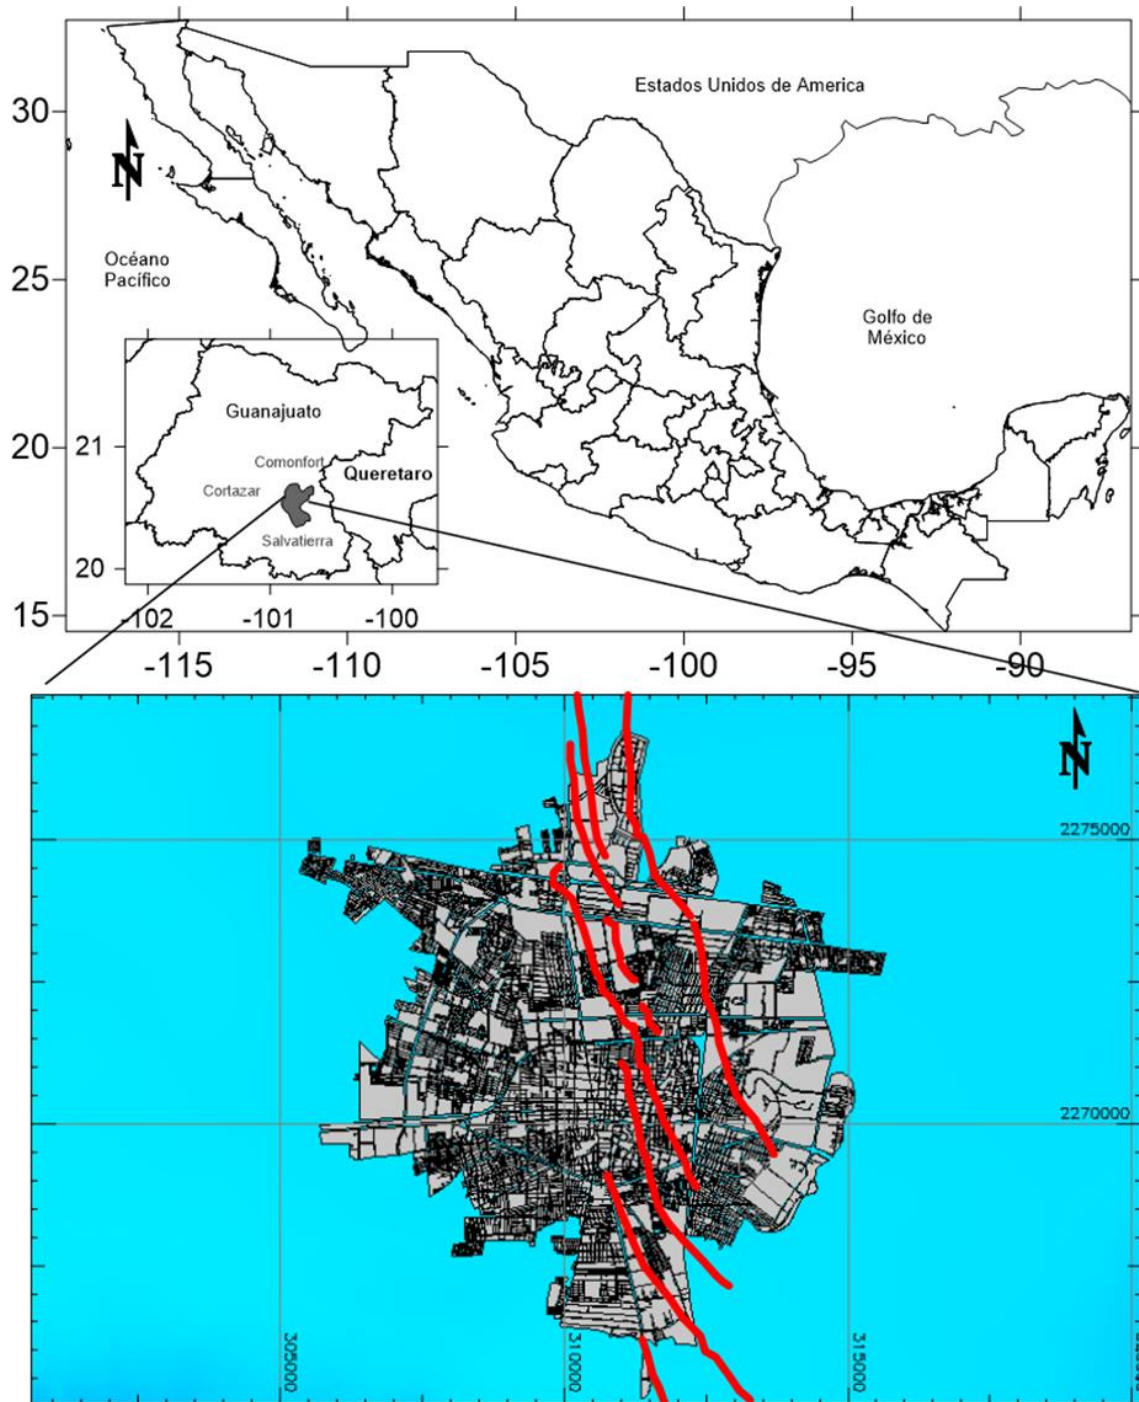 Estados Unidos de America
30
N
Océano
Pacífico
25
Golfo de
México
Guanajuato
21
20
Comonfort
Queretaro
Cortazar
Salvatierra
20
15
-102
-101
-100
-115
-110
-105
-100
-95
-90
N
2275000
2270000
305000
310000
315000